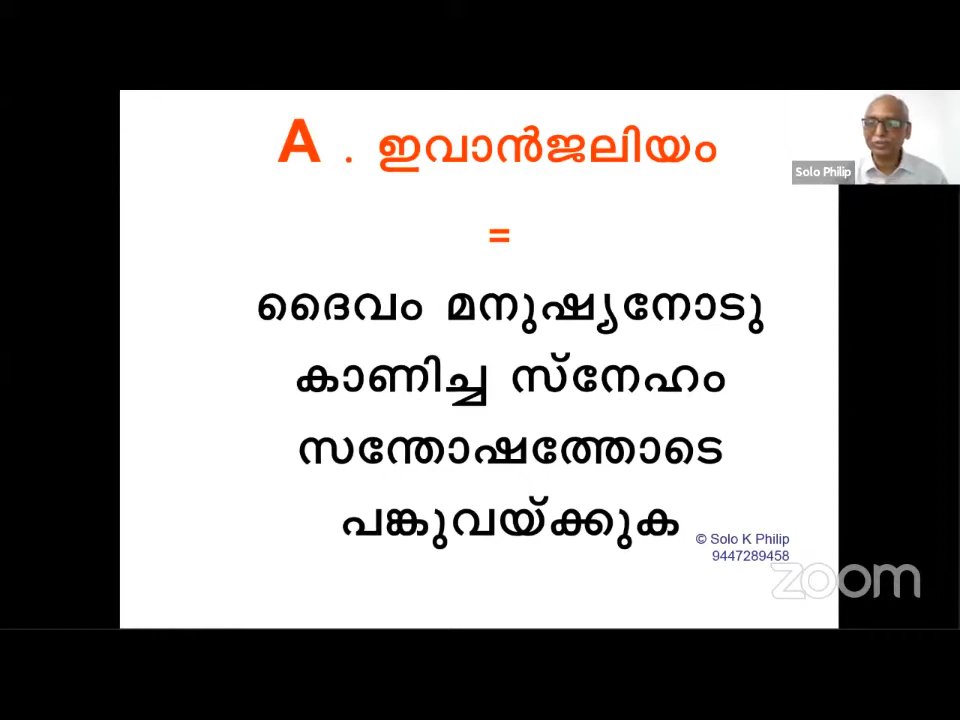 A . ഇവാൻജലിയം
Solo Philip
=
ദൈവം മനുഷ്യനോടു
കാണിച്ച സ്നേഹം
സന്തോഷത്തോടെ
പങ്കുവയ്ക്കുക
© Solo K Philip
9447289458
zoom